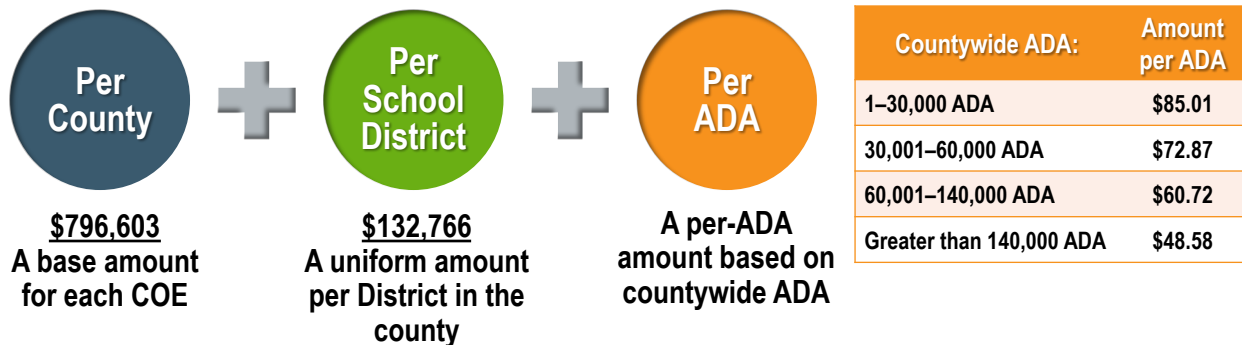 Per
County
Per
School
District
Per
ADA
$796,603
A base amount
for each COE
$132,766
A uniform amount
per District in the
county
A per-ADA
amount based on
countywide ADA
Countywide ADA: Amount per ADA
1–30,000 ADA $85.01
30,001–60,000 ADA $72.87
60,001–140,000 ADA $60.72
Greater than 140,000 ADA $48.58